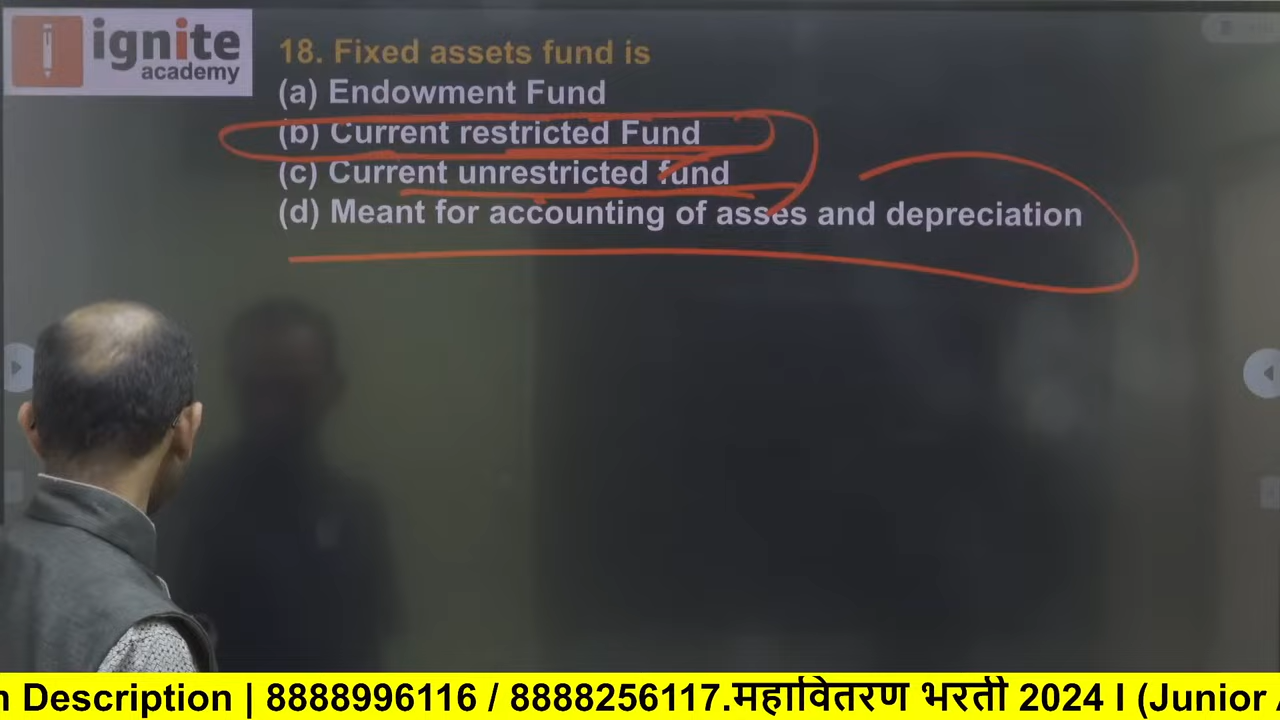 ignite
academy
18. Fixed assets fund is
(a) Endowment Fund
(b) Current restricted Fund
(c) Current unrestricted fund
(d) Meant for accounting of asses and depreciation
n Description | 8888996116 / 8888256117.महावितरण भरती 2024 I (Junior